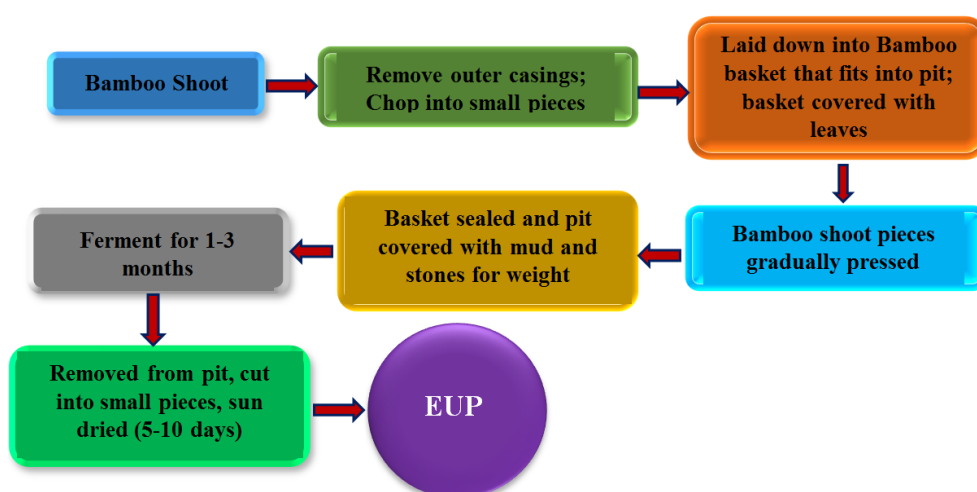 Bamboo Shoot
Remove outer casings;
Chop into small pieces
Laid down into Bamboo
basket that fits into pit;
basket covered with
leaves
Bamboo shoot pieces
gradually pressed
Basket sealed and pit
covered with mud and
stones for weight
Ferment for 1-3
months
Removed from pit, cut
into small pieces, sun
dried (5-10 days)
EUP